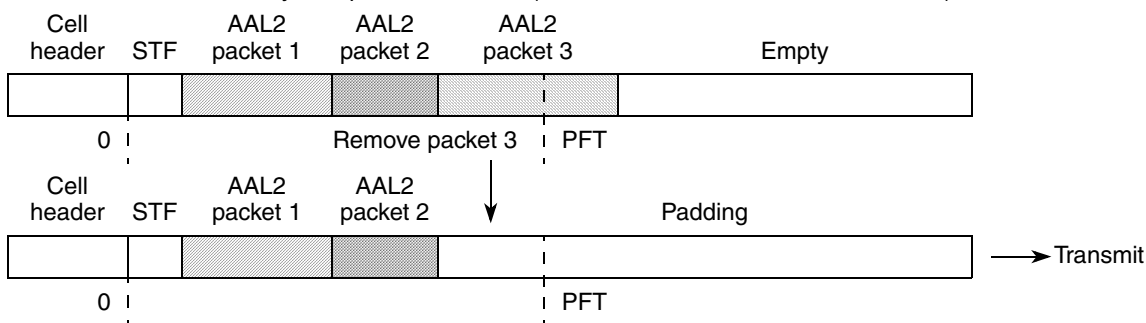 Cell header STF AAL2 packet 1 AAL2 packet 2 AAL2 packet 3 Empty
0 Remove packet 3 PFT
Cell header STF AAL2 packet 1 AAL2 packet 2 Padding
Transmit
0 PFT